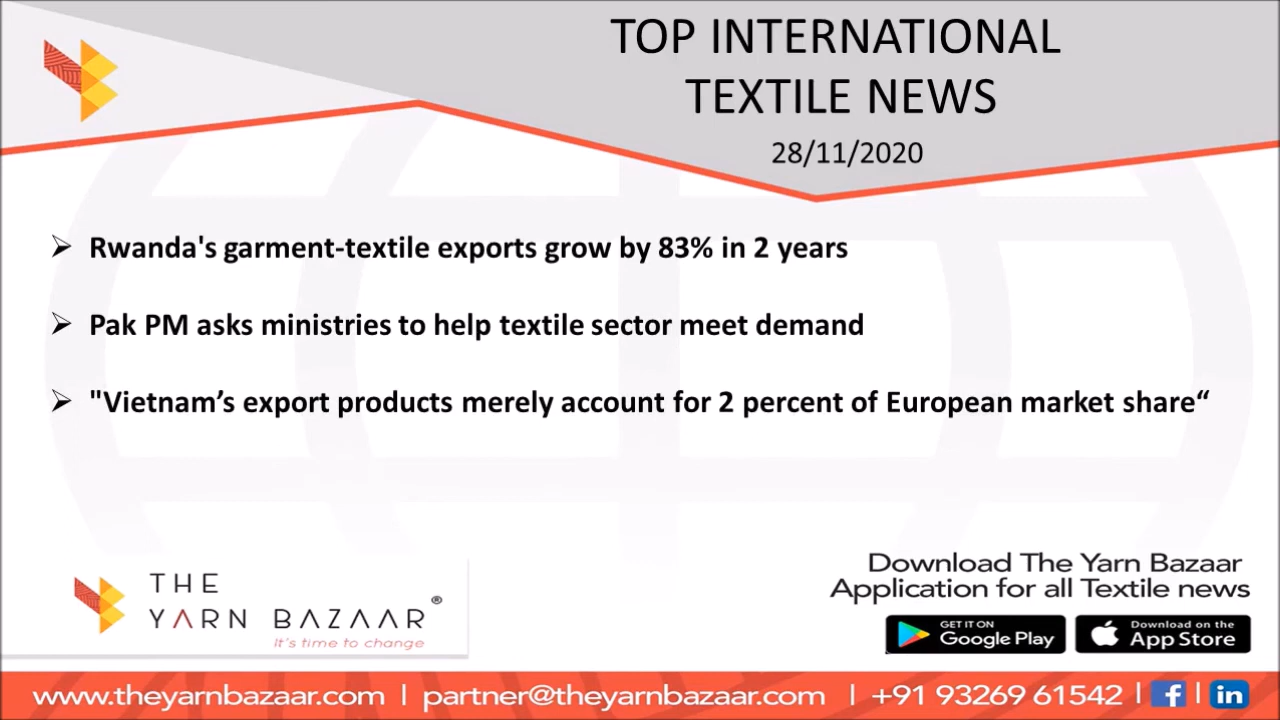 TOP INTERNATIONAL
TEXTILE NEWS
28/11/2020
Rwanda's garment-textile exports grow by 83% in 2 years
Pak PM asks ministries to help textile sector meet demand
"Vietnam’s export products merely account for 2 percent of European market share“
THE
YARN BAZAAR®
It's time to change
Download The Yarn Bazaar
Application for all Textile news
GET IT ON
Google Play
Download on the
App Store
www.theyarnbazaar.com | partner@theyarnbazaar.com | +91 93269 61542 | f | in